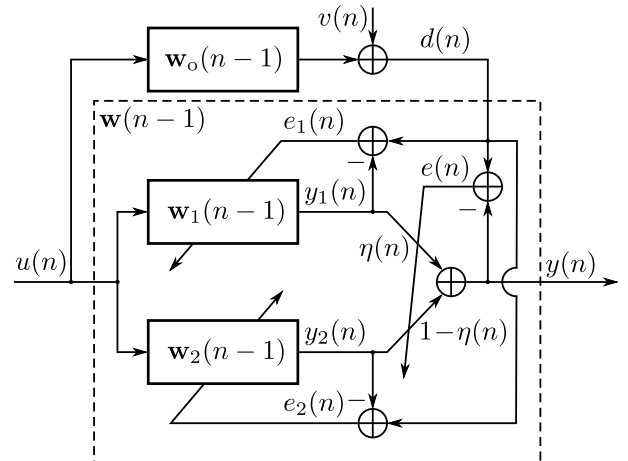 v(n)
w_o(n−1)
d(n)
w(n−1)
e_1(n)
−
e(n)
w_1(n−1)
y_1(n)
−
η(n)
u(n)
y(n)
w_2(n−1)
y_2(n)
1−η(n)
e_2(n)
−